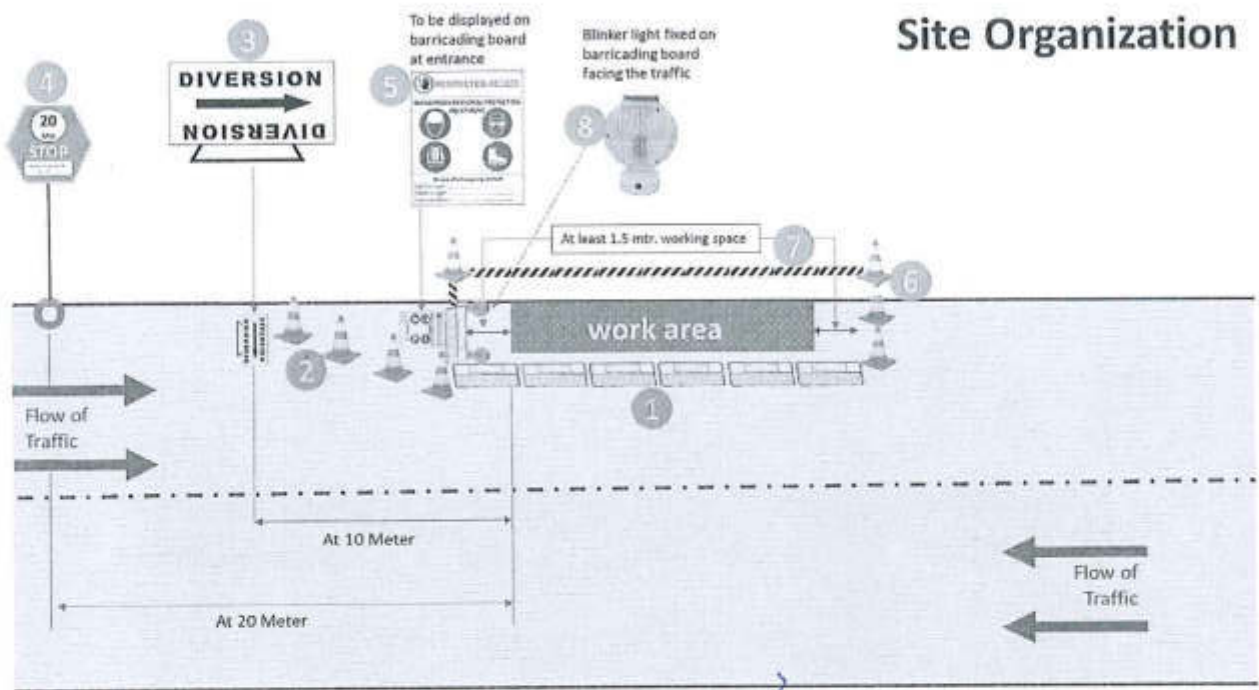 Site Organization
To be displayed on
barricading board
at entrance
Blinker light fixed on
barricading board
facing the traffic
3
4
5
8
DIVERSION
DIVERSION
20
STOP
At least 1.5 mtr. working space
7
6
work area
2
1
Flow of
Traffic
At 10 Meter
At 20 Meter
Flow of
Traffic